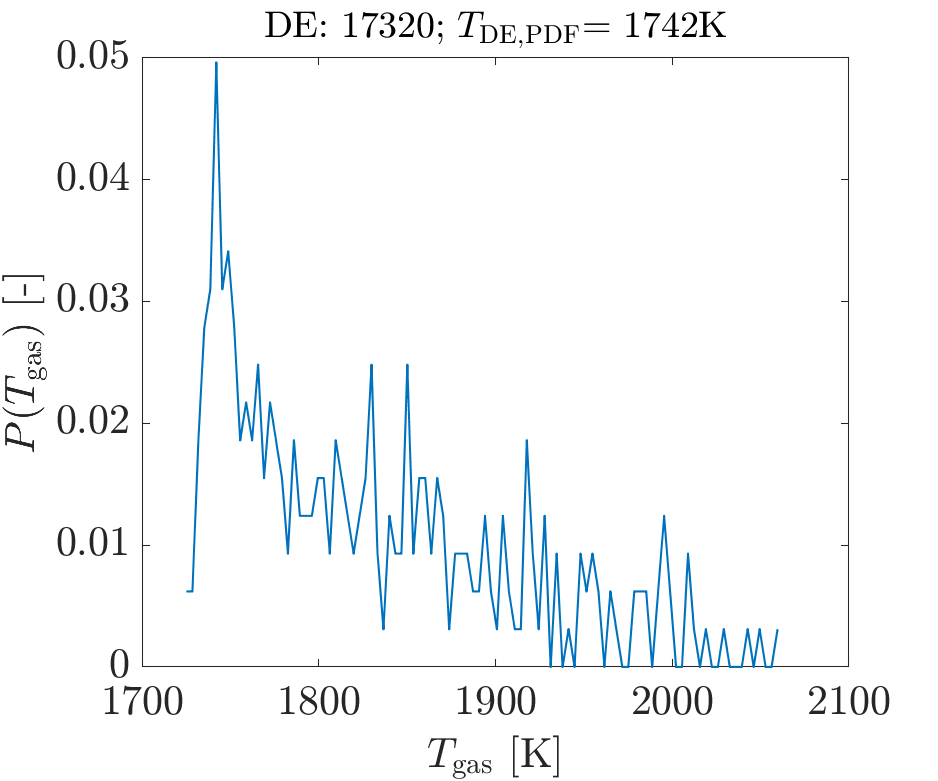 DE: 17320; T_DE,PDF= 1742K
0.05
0.04
0.03
0.02
0.01
0
P(T_gas) [-]
1700 1800 1900 2000 2100
T_gas [K]